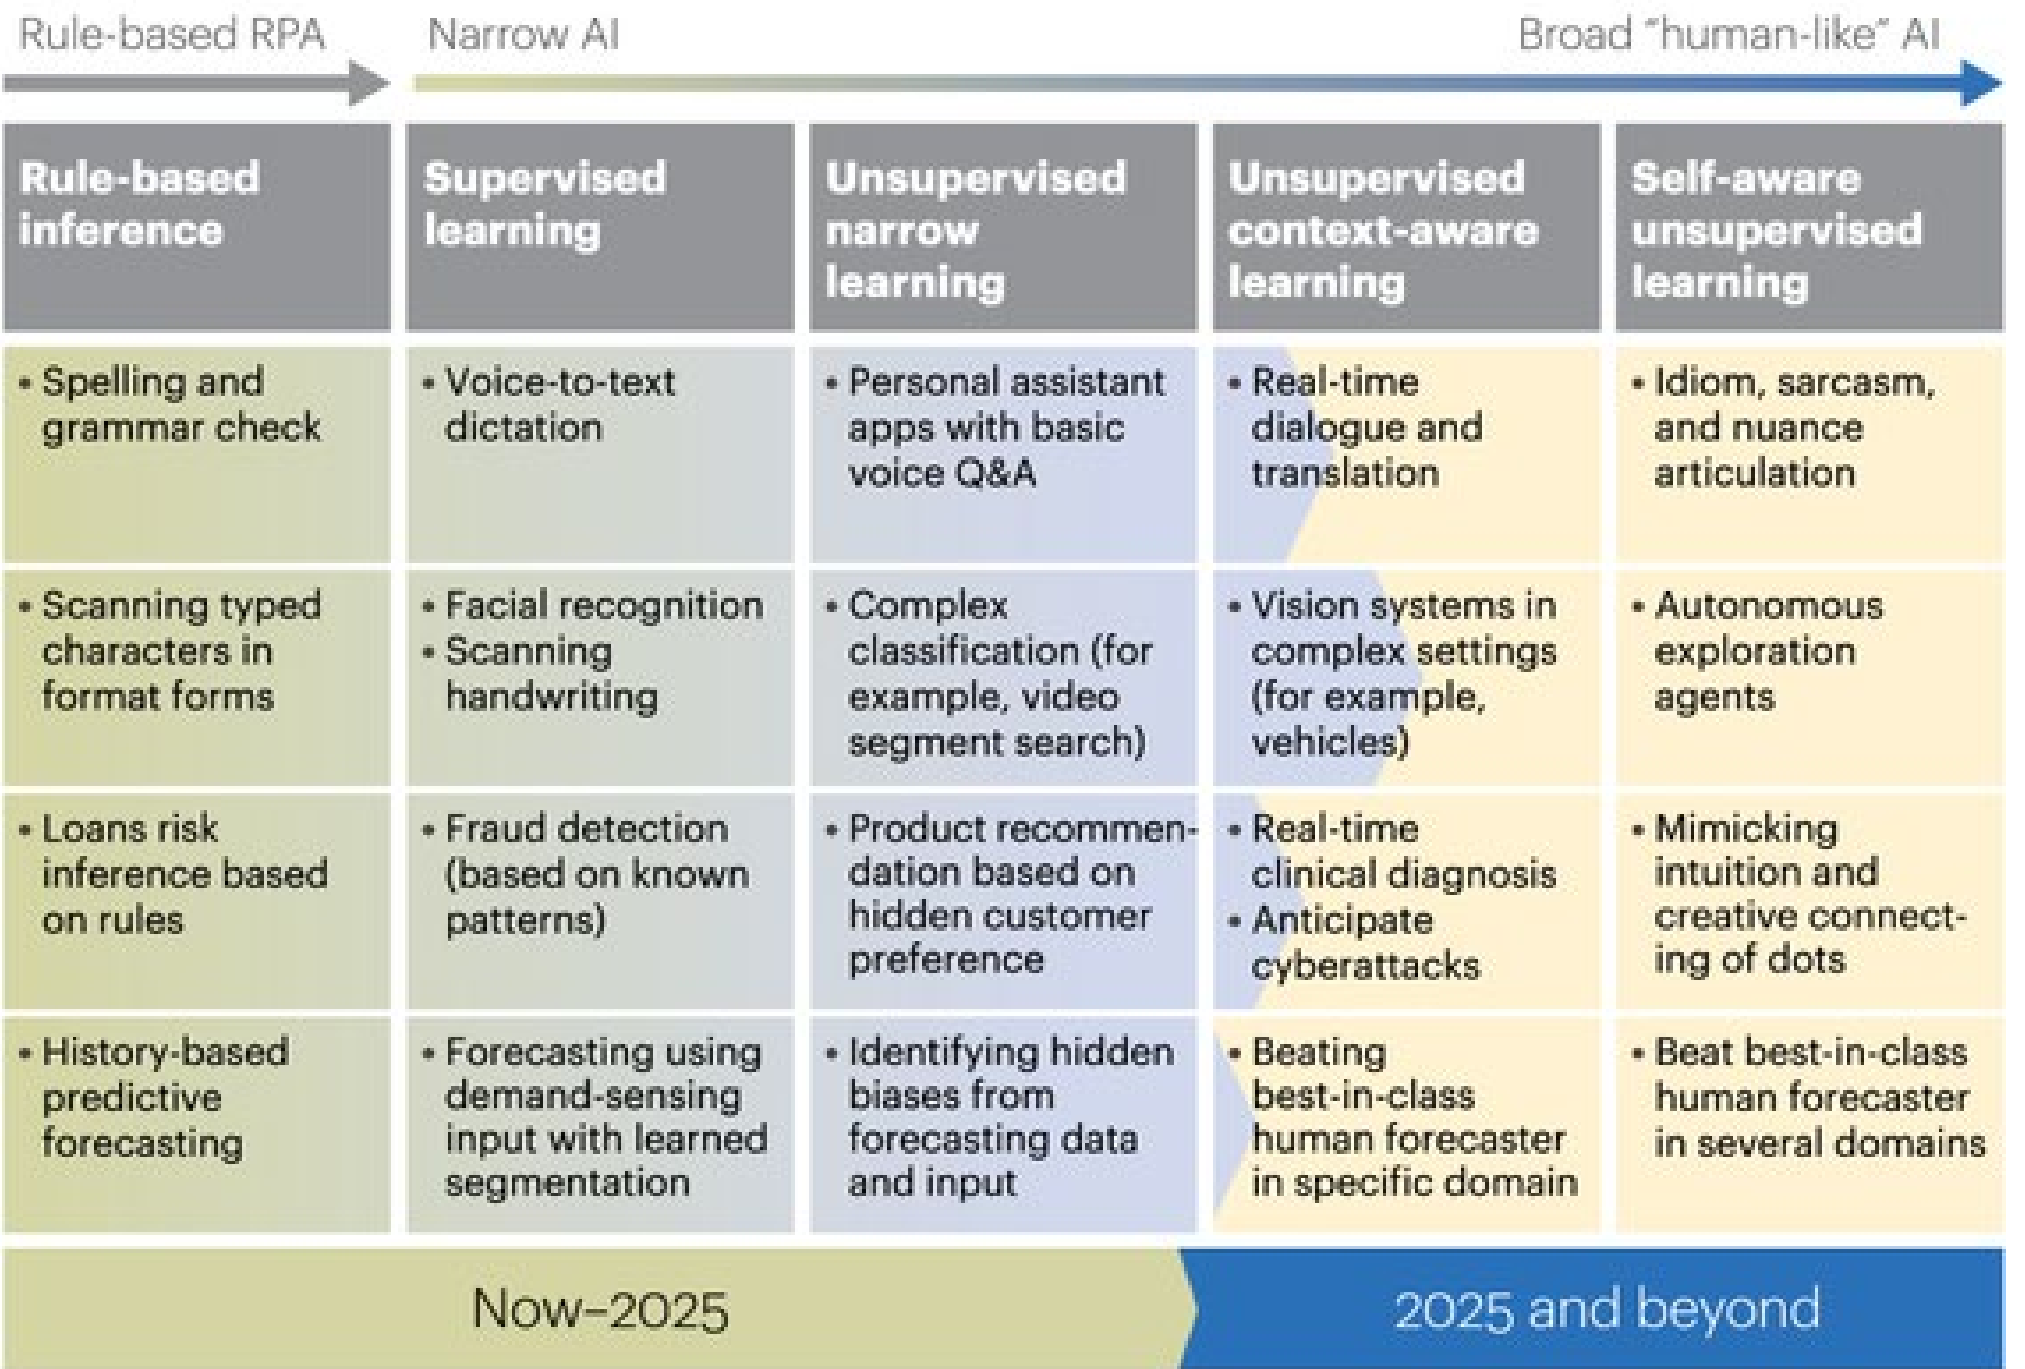 Rule-based RPA
Narrow AI
Broad “human-like” AI
Rule-based
inference
Supervised
learning
Unsupervised
narrow
learning
Unsupervised
context-aware
learning
Self-aware
unsupervised
learning
• Spelling and
grammar check
• Voice-to-text
dictation
• Personal assistant
apps with basic
voice Q&A
• Real-time
dialogue and
translation
• Idiom, sarcasm,
and nuance
articulation
• Scanning typed
characters in
format forms
• Facial recognition
• Scanning
handwriting
• Complex
classification (for
example, video
segment search)
• Vision systems in
complex settings
(for example,
vehicles)
• Autonomous
exploration
agents
• Loans risk
inference based
on rules
• Fraud detection
(based on known
patterns)
• Product recommen-
dation based on
hidden customer
preference
• Real-time
clinical diagnosis
• Anticipate
cyberattacks
• Mimicking
intuition and
creative connect-
ing of dots
• History-based
predictive
forecasting
• Forecasting using
demand-sensing
input with learned
segmentation
• Identifying hidden
biases from
forecasting data
and input
• Beating
best-in-class
human forecaster
in specific domain
• Beat best-in-class
human forecaster
in several domains
Now–2025
2025 and beyond